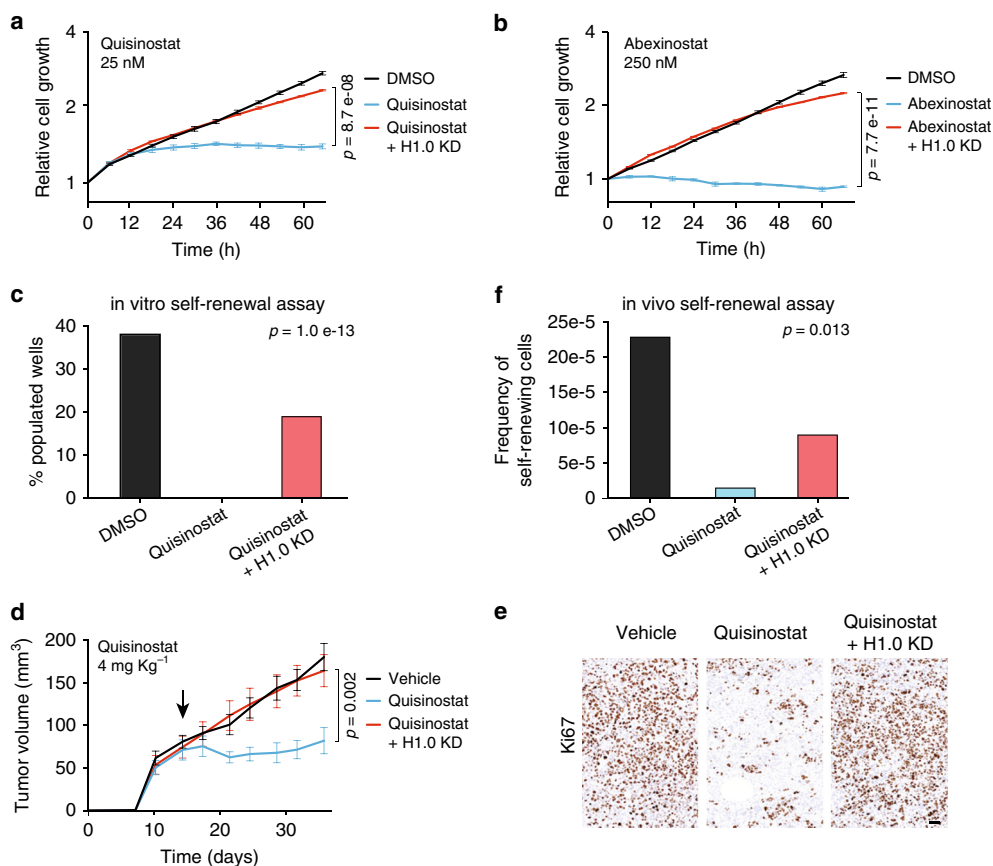 a
Quisinostat
25 nM
Relative cell growth
4
2
1
0 12 24 36 48 60
Time (h)
DMSO
Quisinostat
Quisinostat
+ H1.0 KD
p = 8.7 e-08
b
Abexinostat
250 nM
Relative cell growth
4
2
1
0 12 24 36 48 60
Time (h)
DMSO
Abexinostat
Abexinostat
+ H1.0 KD
p = 7.7 e-11
c
in vitro self-renewal assay
p = 1.0 e-13
% populated wells
40
30
20
10
0
DMSO
Quisinostat
Quisinostat
+ H1.0 KD
f
in vivo self-renewal assay
p = 0.013
Frequency of
self-renewing cells
25e-5
20e-5
15e-5
10e-5
5e-5
0
DMSO
Quisinostat
Quisinostat
+ H1.0 KD
d
Quisinostat
4 mg Kg⁻¹
Tumor volume (mm³)
200
150
100
50
0
0 10 20 30
Time (days)
Vehicle
Quisinostat
Quisinostat
+ H1.0 KD
p = 0.002
e
Vehicle
Quisinostat
Quisinostat
+ H1.0 KD
Ki67